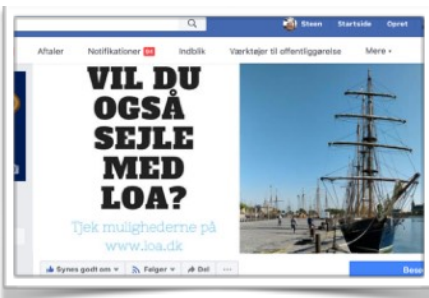 Steen Startside Opret
Aftaler Notifikationer Indblik Værktøjer til offentliggørelse Mere
VIL DU
OGSÅ
SEJLE
MED
LOA?
Tjek mulighederne på
www.loa.dk
Synes godt om Følger Del ...